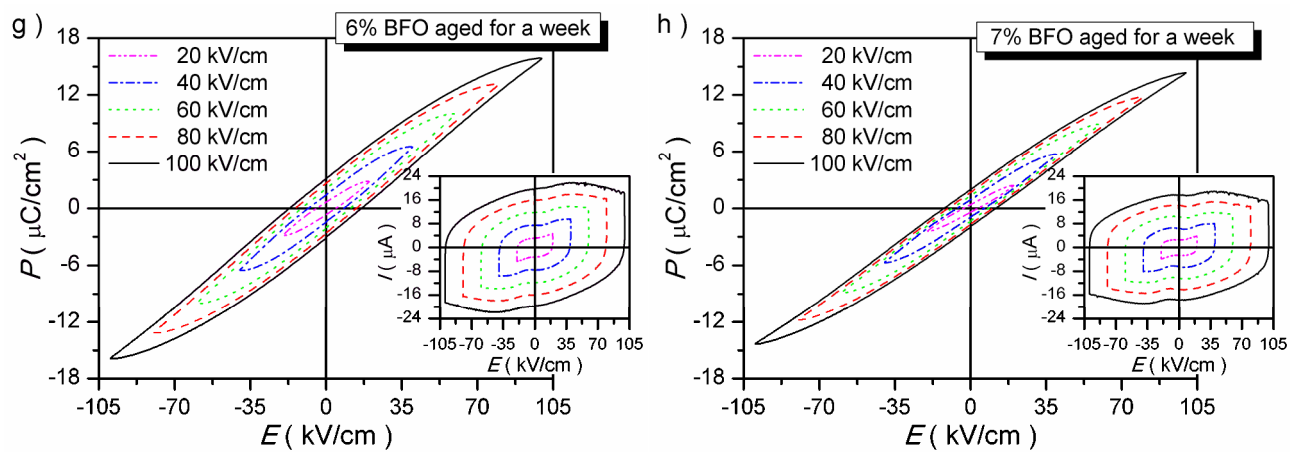 g )
6% BFO aged for a week
20 kV/cm
40 kV/cm
60 kV/cm
80 kV/cm
100 kV/cm
P ( μC/cm2 )
18
12
6
0
-6
-12
-18
-105 -70 -35 0 35 70 105
E ( kV/cm )
I ( μA )
24
16
8
0
-8
-16
-24
-105 -70 -35 0 35 70 105
E ( kV/cm )
h )
7% BFO aged for a week
20 kV/cm
40 kV/cm
60 kV/cm
80 kV/cm
100 kV/cm
P ( μC/cm2 )
18
12
6
0
-6
-12
-18
-105 -70 -35 0 35 70 105
E ( kV/cm )
I ( μA )
24
16
8
0
-8
-16
-24
-105 -70 -35 0 35 70 105
E ( kV/cm )